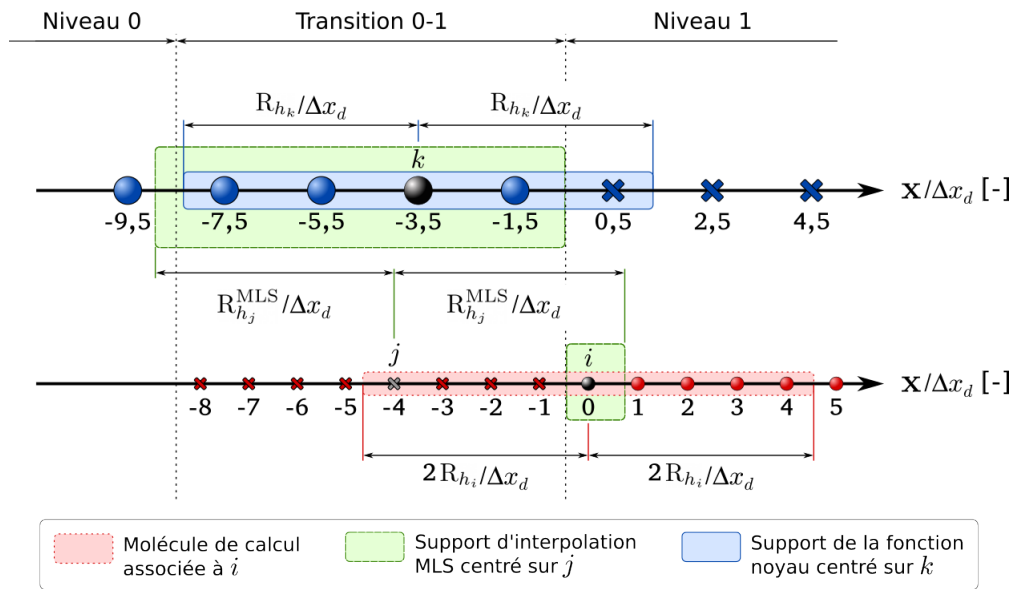 Niveau 0 Transition 0-1 Niveau 1
R_{h_k}/Δx_d R_{h_k}/Δx_d
k
x/Δx_d [-]
-9,5 -7,5 -5,5 -3,5 -1,5 0,5 2,5 4,5
R_{h_j}^{MLS}/Δx_d R_{h_j}^{MLS}/Δx_d
j i
x/Δx_d [-]
-8 -7 -6 -5 -4 -3 -2 -1 0 1 2 3 4 5
2 R_{h_i}/Δx_d 2 R_{h_i}/Δx_d
Molécule de calcul
associée à i
Support d'interpolation
MLS centré sur j
Support de la fonction
noyau centré sur k